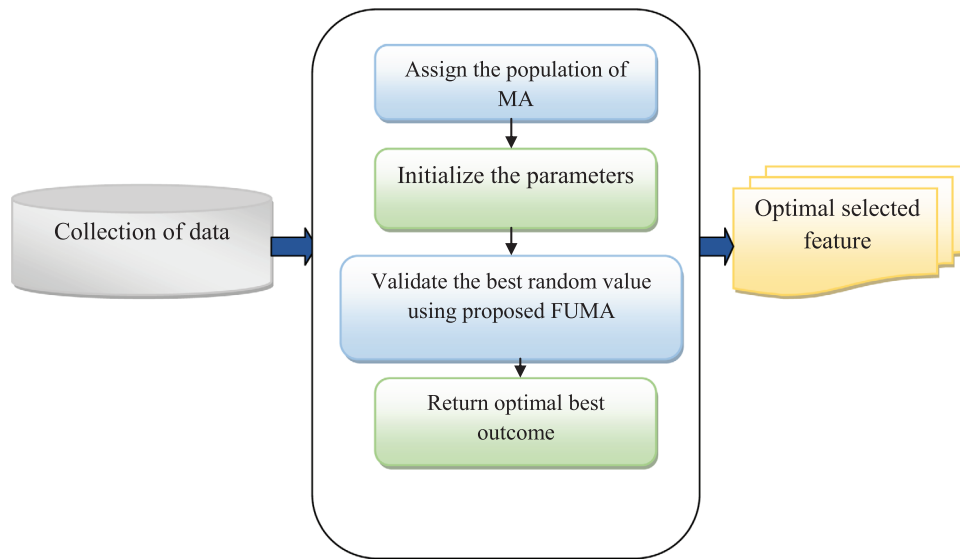 Collection of data
Assign the population of
MA
Initialize the parameters
Validate the best random value
using proposed FUMA
Return optimal best
outcome
Optimal selected
feature